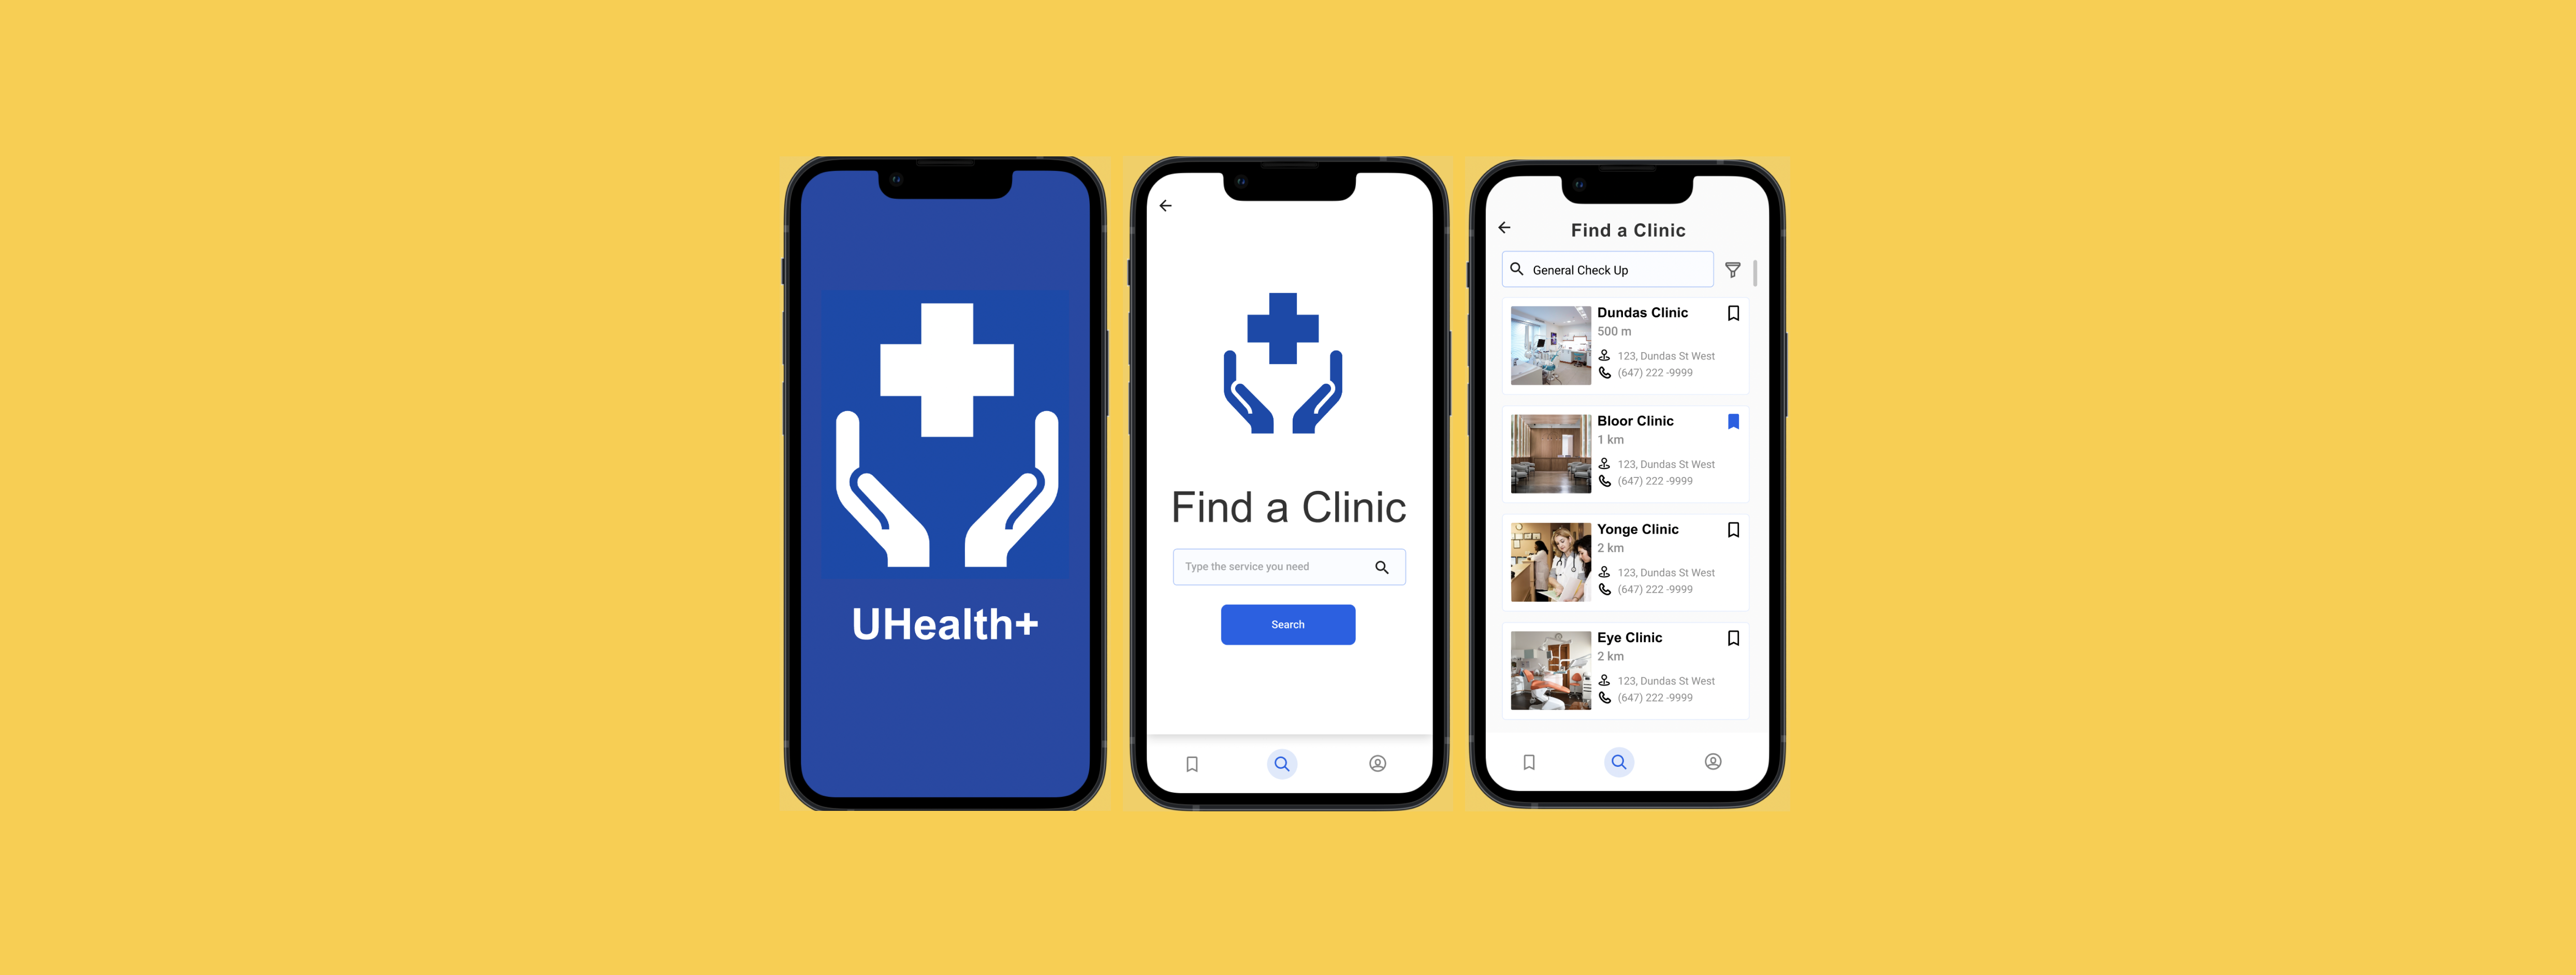 UHealth+
Find a Clinic
Type the service you need
Search
Find a Clinic
General Check Up
Dundas Clinic
500 m
123, Dundas St West
(647) 222 -9999
Bloor Clinic
1 km
123, Dundas St West
(647) 222 -9999
Yonge Clinic
2 km
123, Dundas St West
(647) 222 -9999
Eye Clinic
2 km
123, Dundas St West
(647) 222 -9999